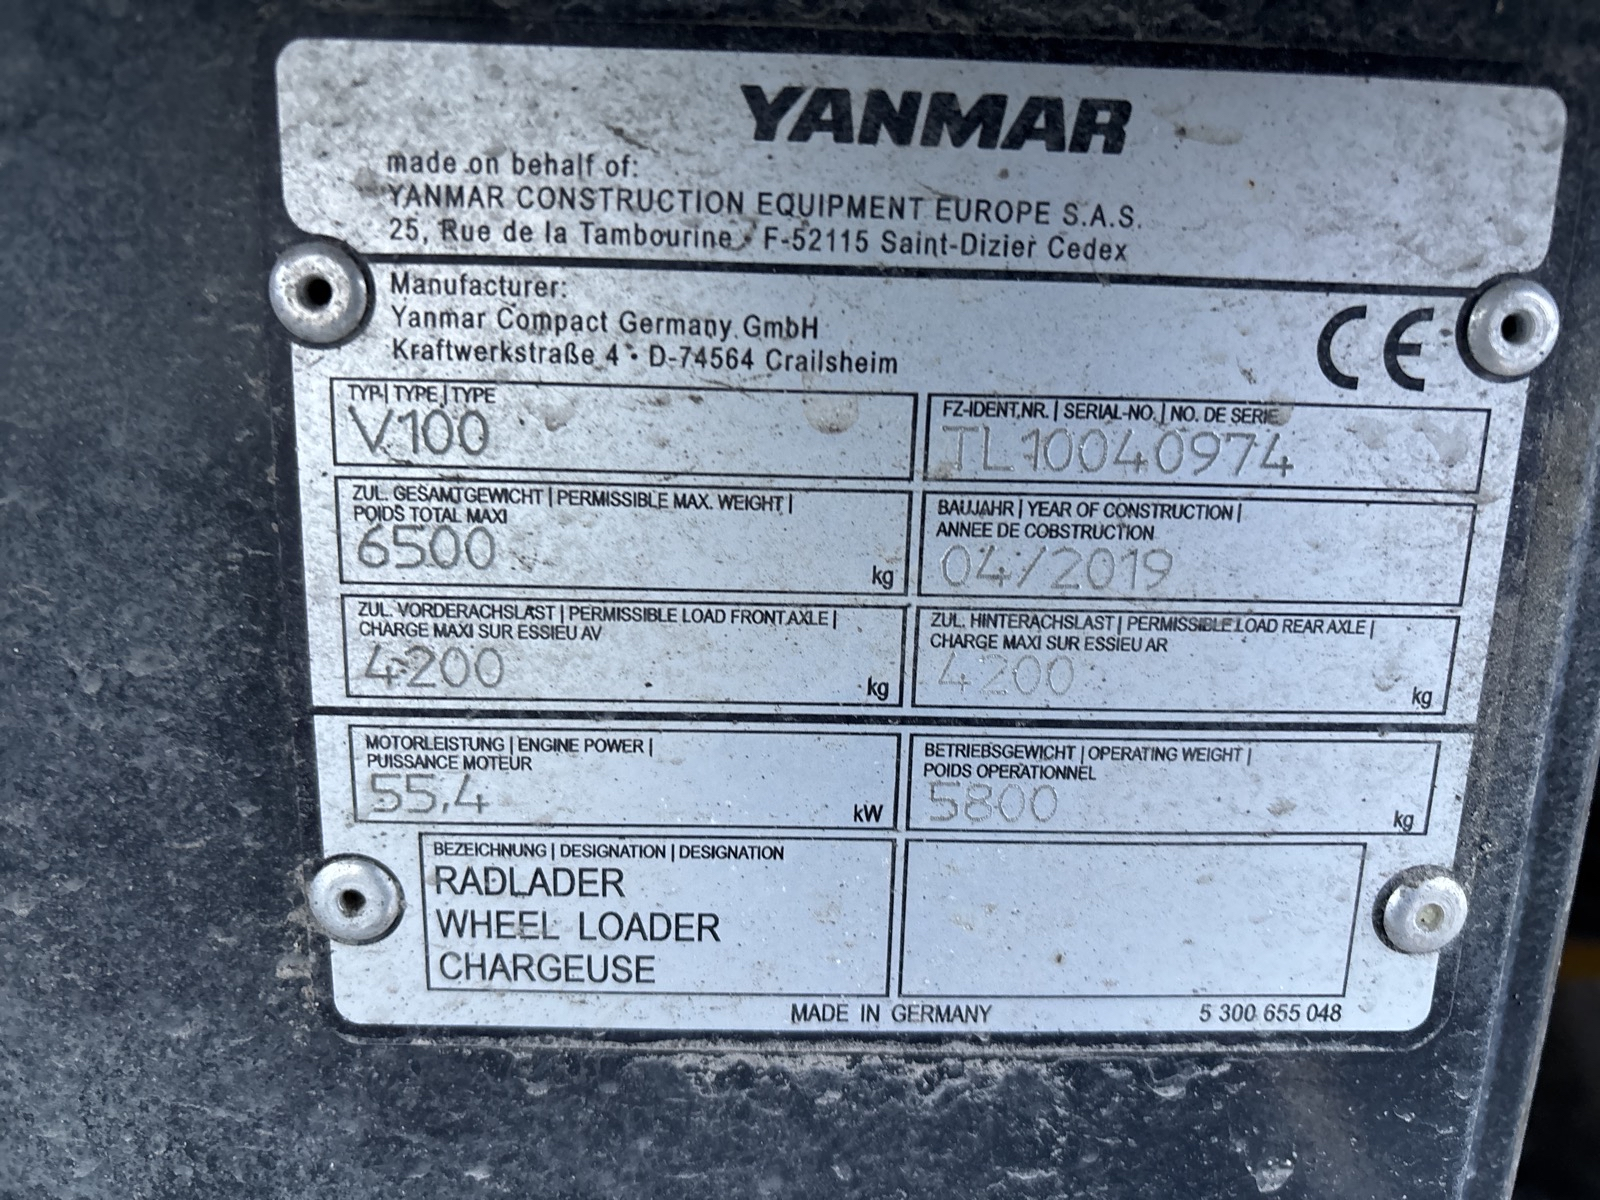 YANMAR
made on behalf of:
YANMAR CONSTRUCTION EQUIPMENT EUROPE S.A.S.
25, Rue de la Tambourine · F-52115 Saint-Dizier Cedex
Manufacturer:
Yanmar Compact Germany GmbH
Kraftwerkstraße 4 · D-74564 Crailsheim
CE
TYP | TYPE | TYPE
V100
FZ-IDENT.NR. | SERIAL-NO. | NO. DE SERIE
TL10040974
ZUL. GESAMTGEWICHT | PERMISSIBLE MAX. WEIGHT |
POIDS TOTAL MAXI
6500
kg
BAUJAHR | YEAR OF CONSTRUCTION |
ANNEE DE COBSTRUCTION
04/2019
ZUL. VORDERACHSLAST | PERMISSIBLE LOAD FRONT AXLE |
CHARGE MAXI SUR ESSIEU AV
4200
kg
ZUL. HINTERACHSLAST | PERMISSIBLE LOAD REAR AXLE |
CHARGE MAXI SUR ESSIEU AR
4200
kg
MOTORLEISTUNG | ENGINE POWER |
PUISSANCE MOTEUR
55,4
kW
BETRIEBSGEWICHT | OPERATING WEIGHT |
POIDS OPERATIONNEL
5800
kg
BEZEICHNUNG | DESIGNATION | DESIGNATION
RADLADER
WHEEL LOADER
CHARGEUSE
MADE IN GERMANY
5 300 655 048